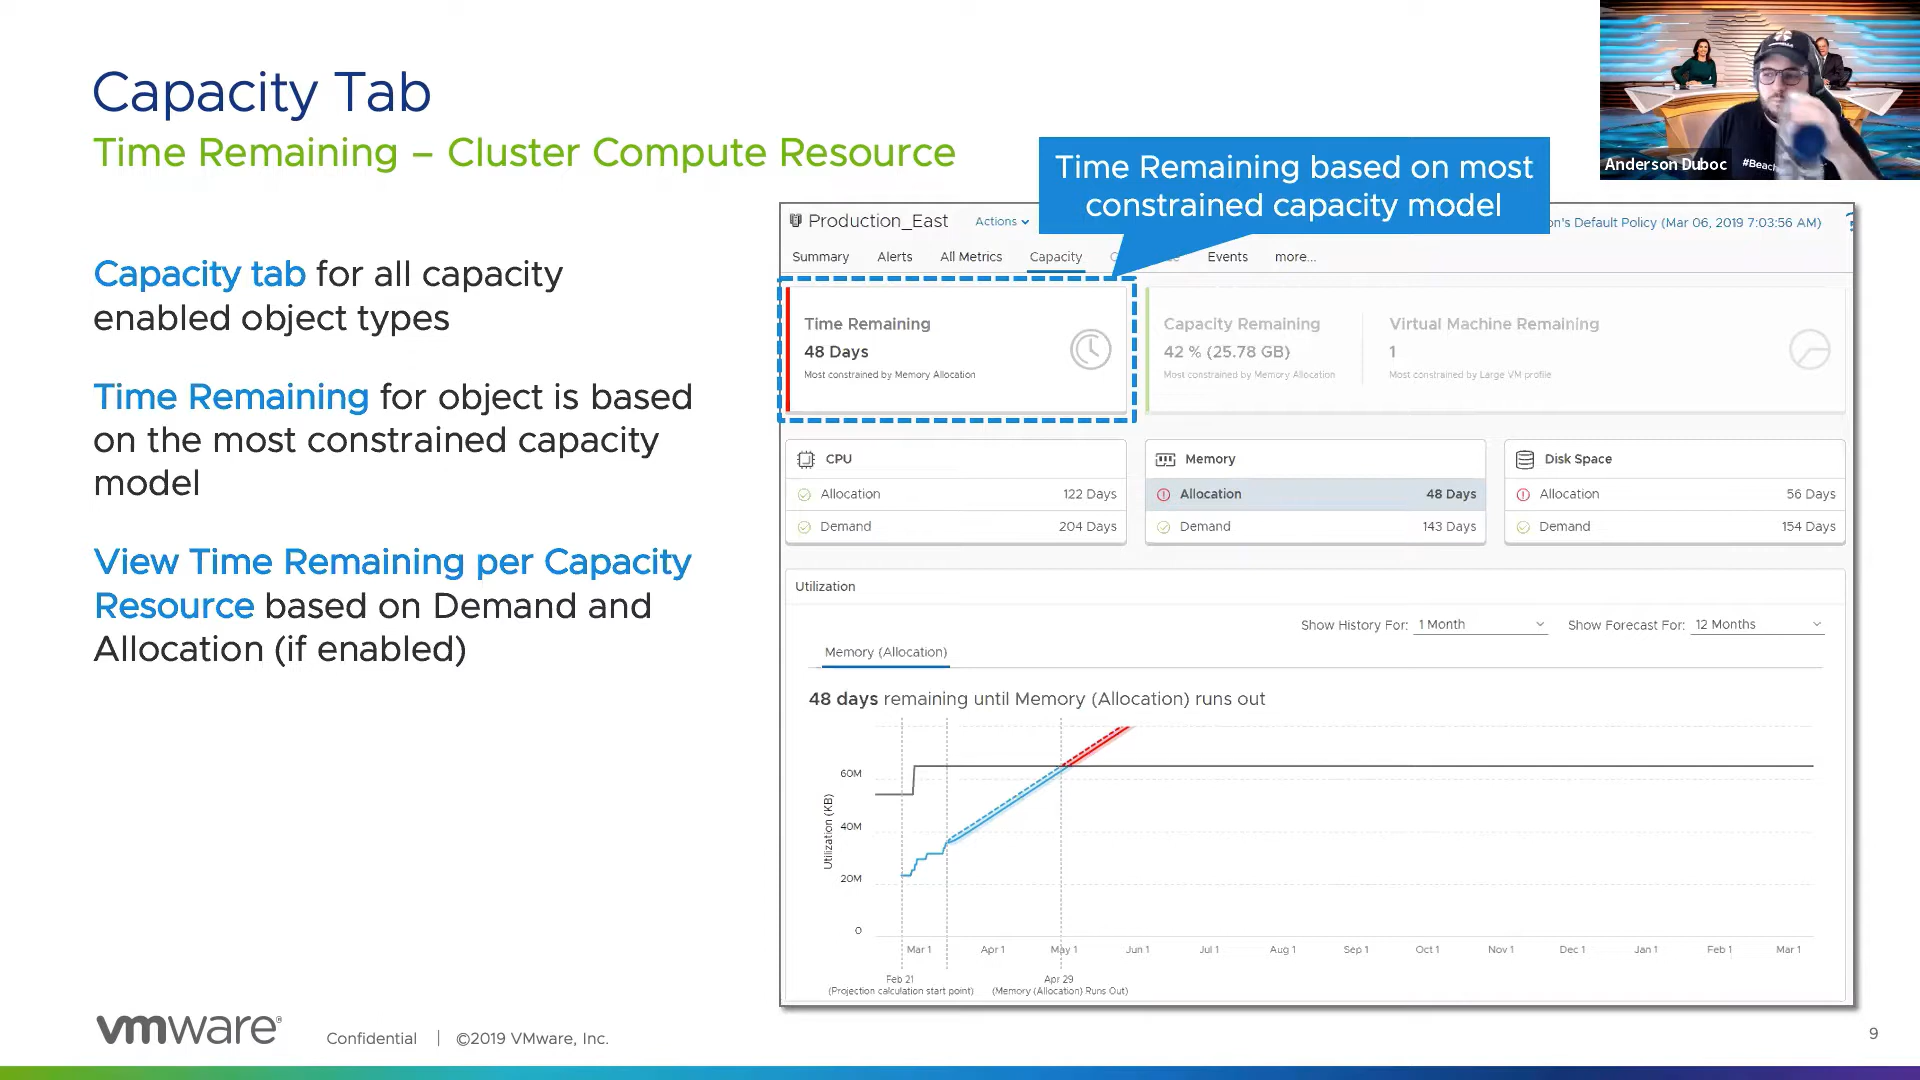 Capacity Tab
Time Remaining – Cluster Compute Resource
Capacity tab for all capacity
enabled object types
Time Remaining for object is based
on the most constrained capacity
model
View Time Remaining per Capacity
Resource based on Demand and
Allocation (if enabled)
Time Remaining based on most
constrained capacity model
Anderson Duboc
#Beach
Production_East
Actions
on's Default Policy (Mar 06, 2019 7:03:56 AM)
Summary
Alerts
All Metrics
Capacity
Events
more...
Time Remaining
48 Days
Most constrained by Memory Allocation
Capacity Remaining
42 % (25.78 GB)
Most constrained by Memory Allocation
Virtual Machine Remaining
1
Most constrained by Large VM profile
CPU
Allocation 122 Days
Demand 204 Days
Memory
Allocation 48 Days
Demand 143 Days
Disk Space
Allocation 56 Days
Demand 154 Days
Utilization
Show History For: 1 Month
Show Forecast For: 12 Months
Memory (Allocation)
48 days remaining until Memory (Allocation) runs out
Utilization (KB)
60M
40M
20M
0
Mar 1 Apr 1 May 1 Jun 1 Jul 1 Aug 1 Sep 1 Oct 1 Nov 1 Dec 1 Jan 1 Feb 1 Mar 1
Feb 21
(Projection calculation start point)
Apr 29
(Memory (Allocation) Runs Out)
vmware®
Confidential | ©2019 VMware, Inc.
9